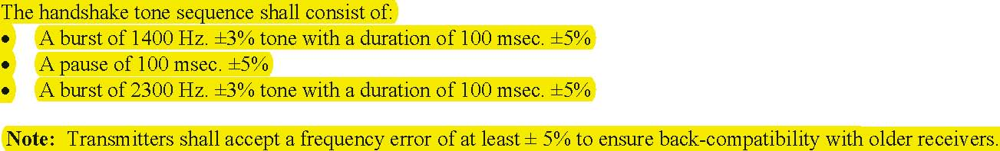 The handshake tone sequence shall consist of:
• A burst of 1400 Hz. ±3% tone with a duration of 100 msec. ±5%
• A pause of 100 msec. ±5%
• A burst of 2300 Hz. ±3% tone with a duration of 100 msec. ±5%
Note: Transmitters shall accept a frequency error of at least ± 5% to ensure back-compatibility with older receivers.